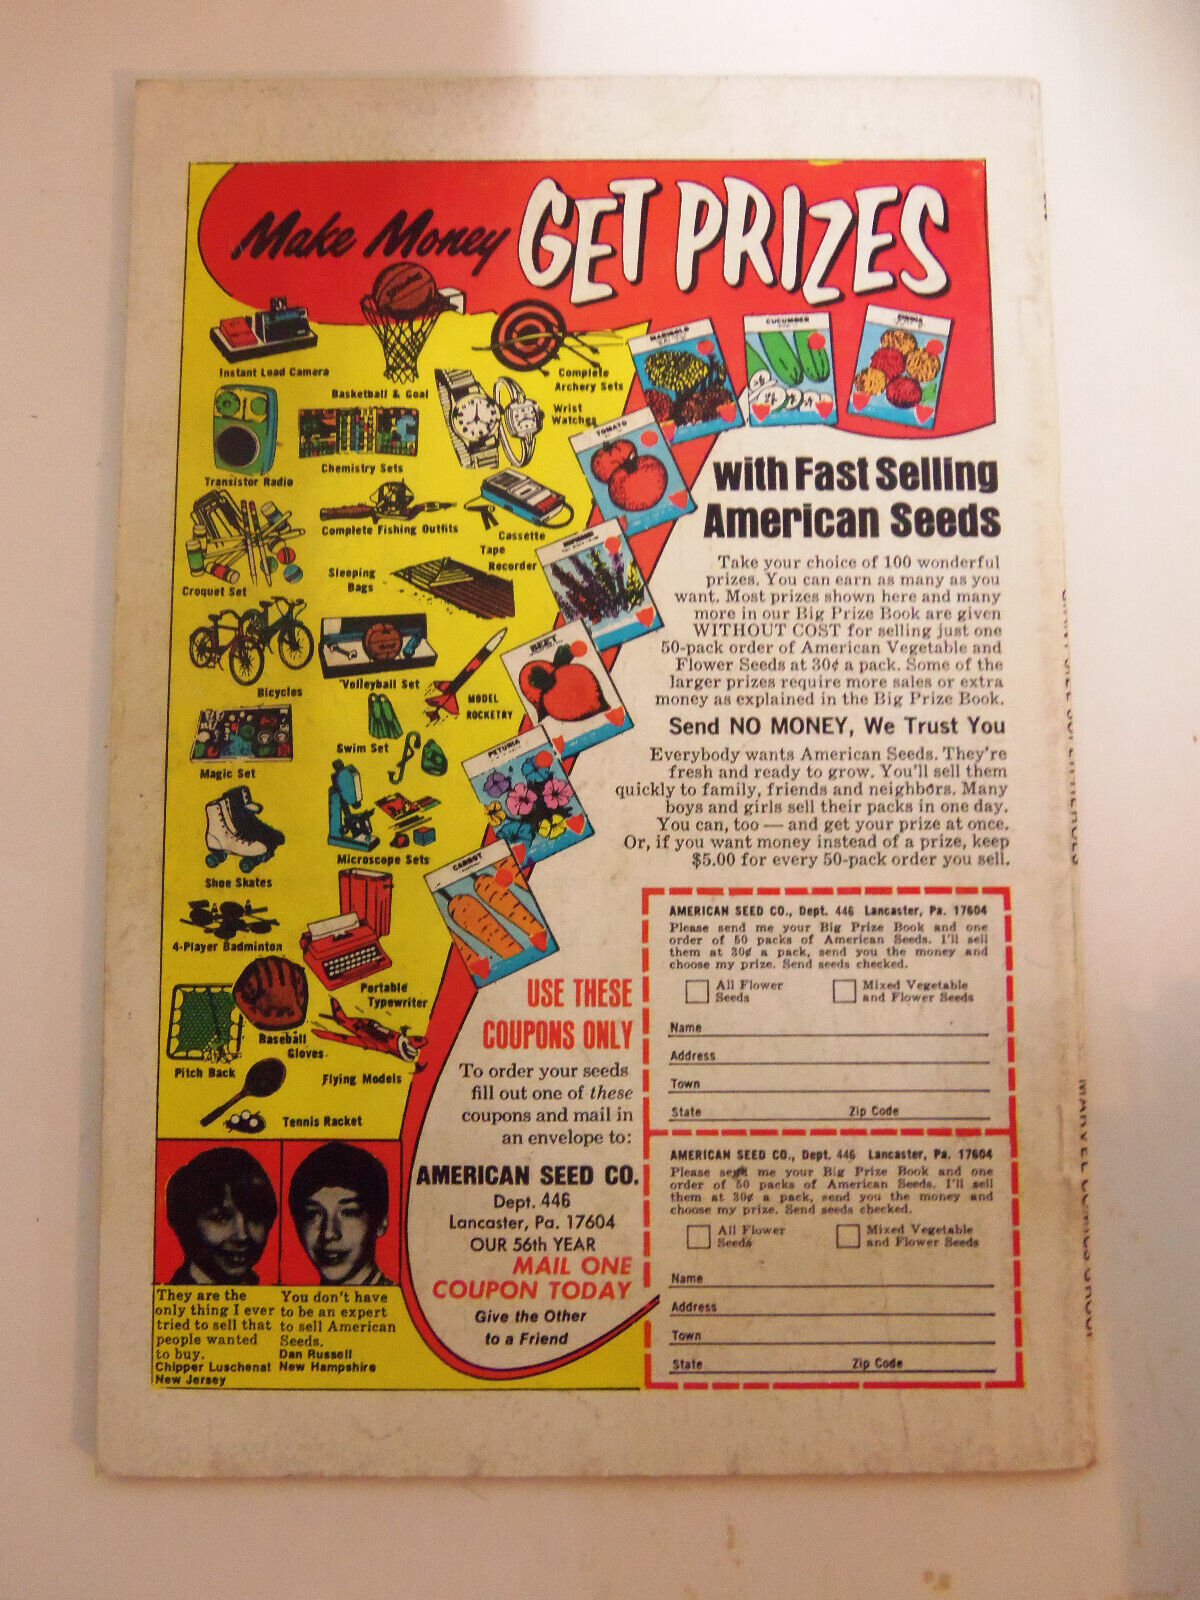 Make Money GET PRIZES
Instant Load Camera
Basketball & Goal
Complete
Archery Sets
Wrist
Watches
Transistor Radio
Chemistry Sets
Complete Fishing Outfits
Cassette
Tape
Recorder
Croquet Set
Sleeping
Bags
Bicycles
Volleyball Set
MODEL
ROCKETRY
Magic Set
Swim Set
Microscope Sets
Shoe Skates
4-Player Badminton
Portable
Typewriter
Baseball
Gloves
Pitch Back
Flying Models
Tennis Racket
MARIGOLD
CUCUMBER
ZINNIA
TOMATO
BEET
PETUNIA
CARROT
with Fast Selling
American Seeds
Take your choice of 100 wonderful
prizes. You can earn as many as you
want. Most prizes shown here and many
more in our Big Prize Book are given
WITHOUT COST for selling just one
50-pack order of American Vegetable and
Flower Seeds at 30¢ a pack. Some of the
larger prizes require more sales or extra
money as explained in the Big Prize Book.
Send NO MONEY, We Trust You
Everybody wants American Seeds. They're
fresh and ready to grow. You'll sell them
quickly to family, friends and neighbors. Many
boys and girls sell their packs in one day.
You can, too — and get your prize at once.
Or, if you want money instead of a prize, keep
$5.00 for every 50-pack order you sell.
USE THESE
COUPONS ONLY
To order your seeds
fill out one of these
coupons and mail in
an envelope to:
AMERICAN SEED CO.
Dept. 446
Lancaster, Pa. 17604
OUR 56th YEAR
MAIL ONE
COUPON TODAY
Give the Other
to a Friend
AMERICAN SEED CO., Dept. 446 Lancaster, Pa. 17604
Please send me your Big Prize Book and one
order of 50 packs of American Seeds. I'll sell
them at 30¢ a pack, send you the money and
choose my prize. Send seeds checked.
All Flower
Seeds
Mixed Vegetable
and Flower Seeds
Name
Address
Town
State Zip Code
AMERICAN SEED CO., Dept. 446 Lancaster, Pa. 17604
Please send me your Big Prize Book and one
order of 50 packs of American Seeds. I'll sell
them at 30¢ a pack, send you the money and
choose my prize. Send seeds checked.
All Flower
Seeds
Mixed Vegetable
and Flower Seeds
Name
Address
Town
State Zip Code
They are the
only thing I ever
tried to sell that
people wanted
to buy.
Chipper Luschenat
New Jersey
You don't have
to be an expert
to sell American
Seeds.
Dan Russell
New Hampshire
MARVEL COMICS GROUP